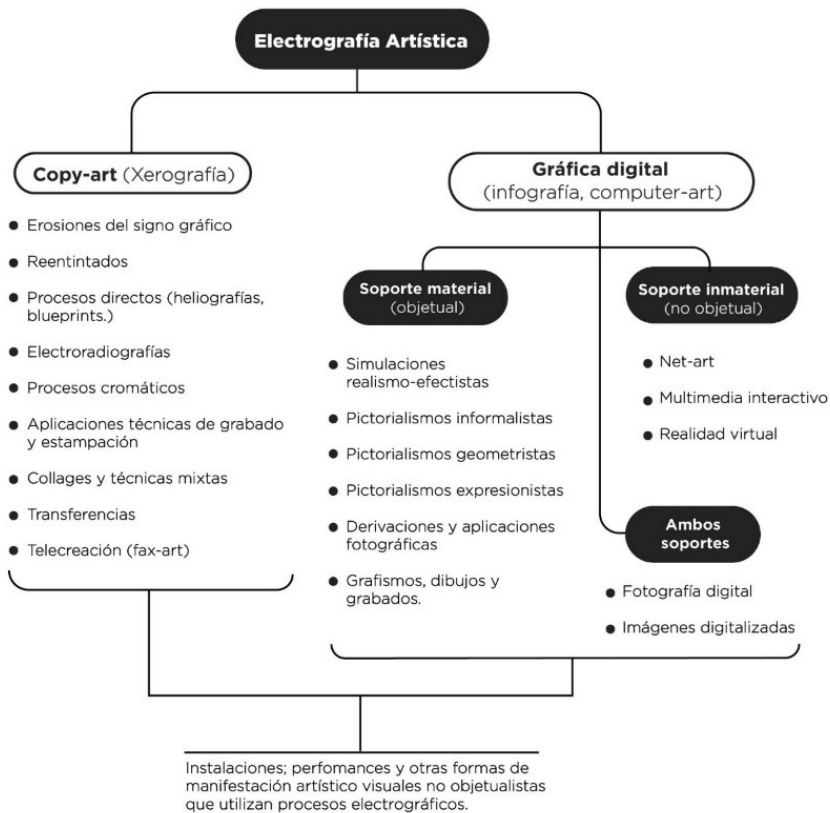 Electrografía Artística
Copy-art (Xerografía)
● Erosiones del signo gráfico
● Reentintados
● Procesos directos (heliografías,
blueprints.)
● Electroradiografías
● Procesos cromáticos
● Aplicaciones técnicas de grabado
y estampación
● Collages y técnicas mixtas
● Transferencias
● Telecreación (fax-art)
Gráfica digital
(infografía, computer-art)
Soporte material
(objetual)
● Simulaciones
realismo-efectistas
● Pictorialismos informalistas
● Pictorialismos geometristas
● Pictorialismos expresionistas
● Derivaciones y aplicaciones
fotográficas
● Grafismos, dibujos y
grabados.
Soporte inmaterial
(no objetual)
● Net-art
● Multimedia interactivo
● Realidad virtual
Ambos
soportes
● Fotografía digital
● Imágenes digitalizadas
Instalaciones; perfomances y otras formas de
manifestación artístico visuales no objetualistas
que utilizan procesos electrográficos.